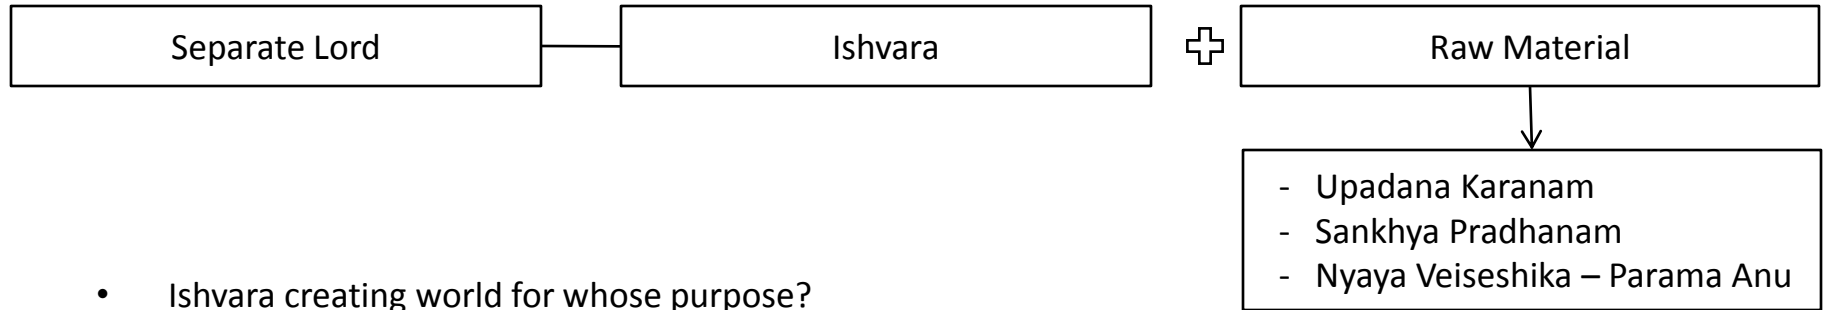 Separate Lord
Ishvara
Raw Material
- Upadana Karanam
- Sankhya Pradhanam
- Nyaya Veiseshika – Parama Anu
• Ishvara creating world for whose purpose?